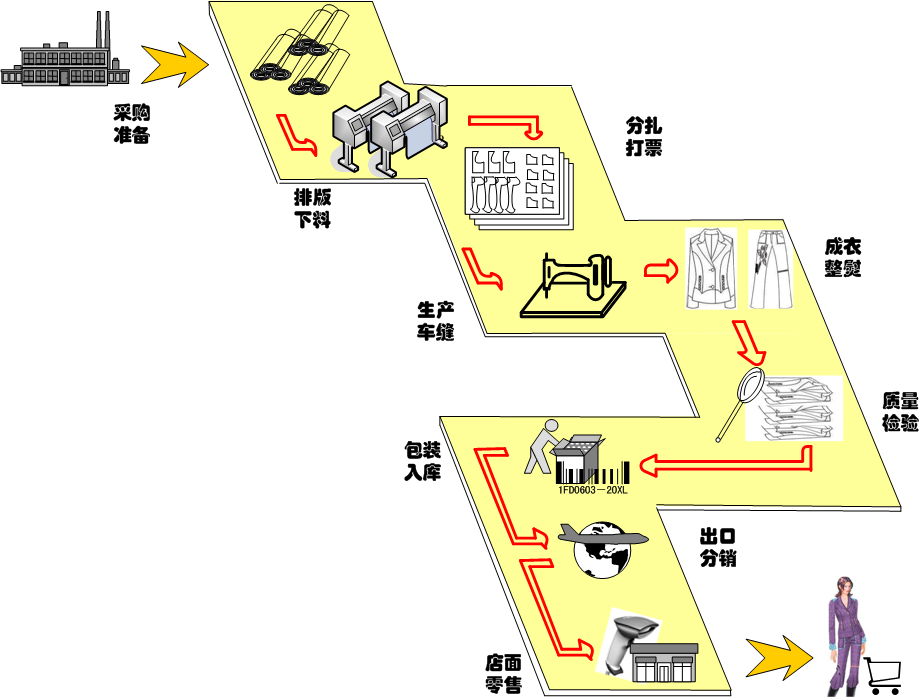 采购
准备
排版
下料
分扎
打票
生产
车缝
成衣
整熨
质量
检验
包装
入库
1FD0603－20XL
出口
分销
店面
零售